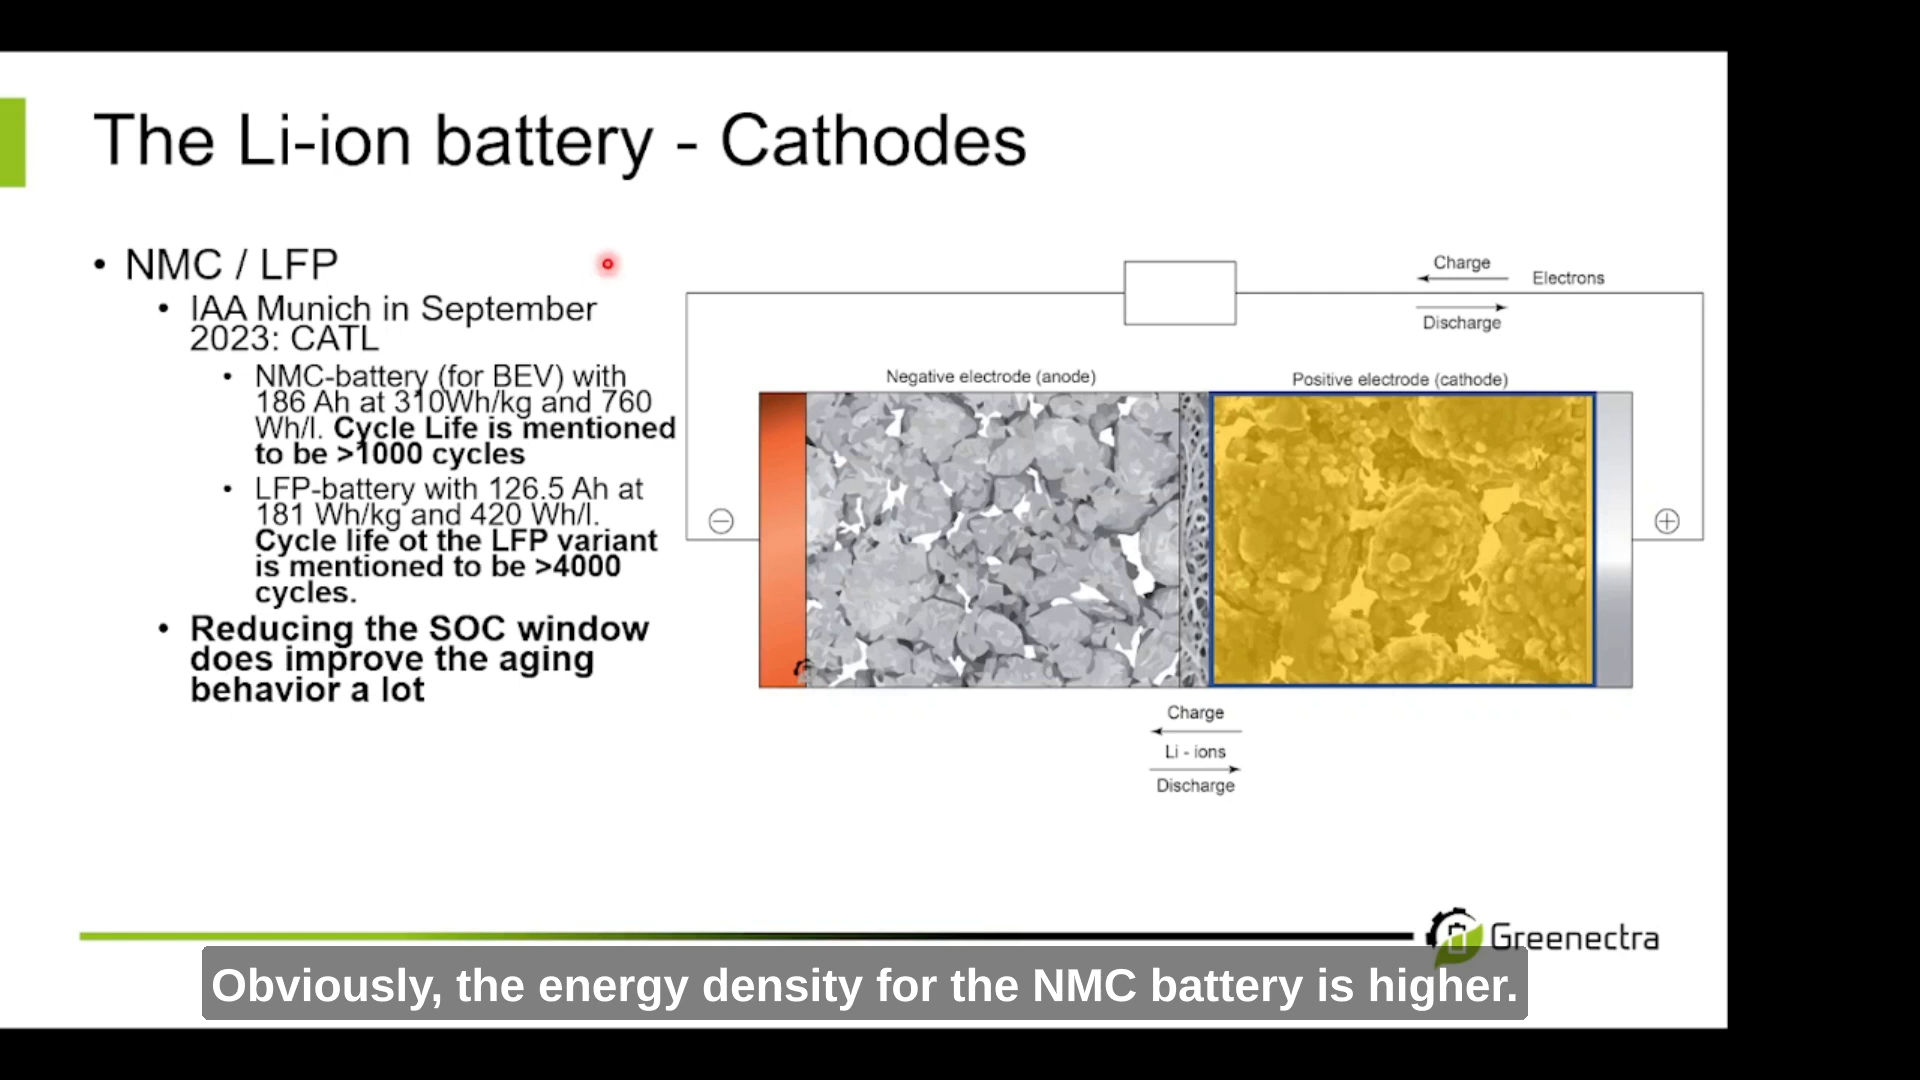 The Li-ion battery - Cathodes
• NMC / LFP
• IAA Munich in September
2023: CATL
• NMC-battery (for BEV) with
186 Ah at 310Wh/kg and 760
Wh/l. Cycle Life is mentioned
to be >1000 cycles
• LFP-battery with 126.5 Ah at
181 Wh/kg and 420 Wh/l.
Cycle life ot the LFP variant
is mentioned to be >4000
cycles.
• Reducing the SOC window
does improve the aging
behavior a lot
Charge
Electrons
Discharge
Negative electrode (anode)
Positive electrode (cathode)
−
+
Charge
Li - ions
Discharge
Greenectra
Obviously, the energy density for the NMC battery is higher.